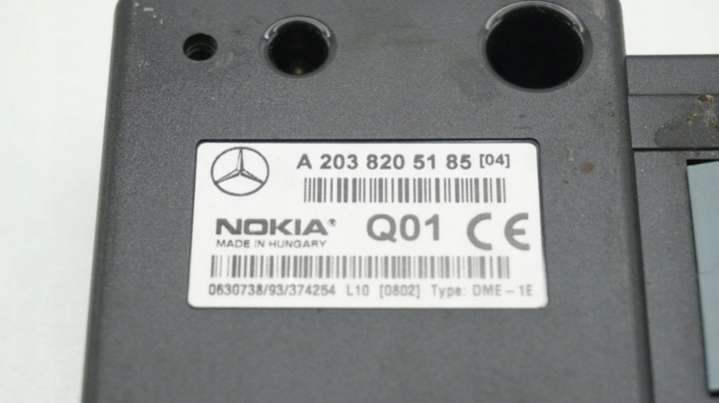 A 203 820 51 85 [04]
NOKIA Q01 CE
MADE IN HUNGARY
0630738/93/374254 L10 [0802] Type: DME-1E